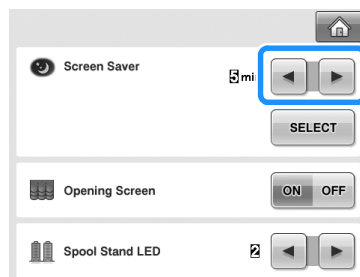 Screen Saver
5 mi
SELECT
Opening Screen
ON OFF
Spool Stand LED
2